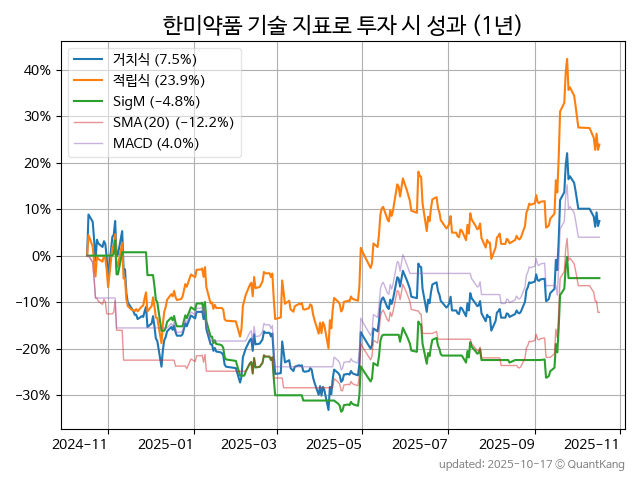 한미약품 기술 지표로 투자 시 성과 (1년)
거치식 (7.5%)
적립식 (23.9%)
SigM (−4.8%)
SMA(20) (−12.2%)
MACD (4.0%)
40%
30%
20%
10%
0%
−10%
−20%
−30%
2024-11 2025-01 2025-03 2025-05 2025-07 2025-09 2025-11
updated: 2025-10-17 © QuantKang